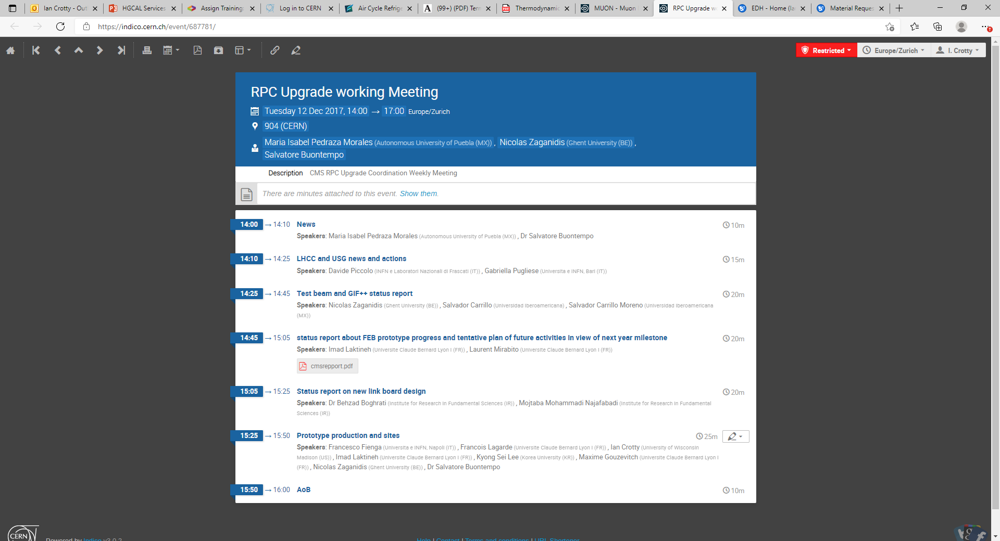 Ian Crotty - Out
HGCAL Services
Assign Training
Log in to CERN
Air Cycle Refrige
(99+) (PDF) Terr
Thermodynamic
MUON - Muon
RPC Upgrade w
EDH - Home (Ia
Material Reques
https://indico.cern.ch/event/687781/
Restricted
Europe/Zurich
I. Crotty
RPC Upgrade working Meeting
Tuesday 12 Dec 2017, 14:00 → 17:00 Europe/Zurich
904 (CERN)
Maria Isabel Pedraza Morales (Autonomous University of Puebla (MX)) , Nicolas Zaganidis (Ghent University (BE)) ,
Salvatore Buontempo
Description CMS RPC Upgrade Coordination Weekly Meeting
There are minutes attached to this event. Show them.
14:00 → 14:10 News 10m
Speakers: Maria Isabel Pedraza Morales (Autonomous University of Puebla (MX)) , Dr Salvatore Buontempo
14:10 → 14:25 LHCC and USG news and actions 15m
Speakers: Davide Piccolo (INFN e Laboratori Nazionali di Frascati (IT)) , Gabriella Pugliese (Universita e INFN, Bari (IT))
14:25 → 14:45 Test beam and GIF++ status report 20m
Speakers: Nicolas Zaganidis (Ghent University (BE)) , Salvador Carrillo (Universidad Iberoamericana) , Salvador Carrillo Moreno (Universidad Iberoamericana
(MX))
14:45 → 15:05 status report about FEB prototype progress and tentative plan of future activities in view of next year milestone 20m
Speakers: Imad Laktineh (Universite Claude Bernard Lyon I (FR)) , Laurent Mirabito (Universite Claude Bernard Lyon I (FR))
cmsrepport.pdf
15:05 → 15:25 Status report on new link board design 20m
Speakers: Dr Behzad Boghrati (Institute for Research in Fundamental Sciences (IR)) , Mojtaba Mohammadi Najafabadi (Institute for Research in Fundamental
Sciences (IR))
15:25 → 15:50 Prototype production and sites 25m
Speakers: Francesco Fienga (Universita e INFN, Napoli (IT)) , Francois Lagarde (Universite Claude Bernard Lyon I (FR)) , Ian Crotty (University of Wisconsin
Madison (US)) , Imad Laktineh (Universite Claude Bernard Lyon I (FR)) , Kyong Sei Lee (Korea University (KR)) , Maxime Gouzevitch (Universite Claude Bernard Lyon I
(FR)) , Nicolas Zaganidis (Ghent University (BE)) , Dr Salvatore Buontempo
15:50 → 16:00 AoB 10m
CERN
Powered by Indico v3.0.2
Help | Contact | Terms and conditions | URL Shortener